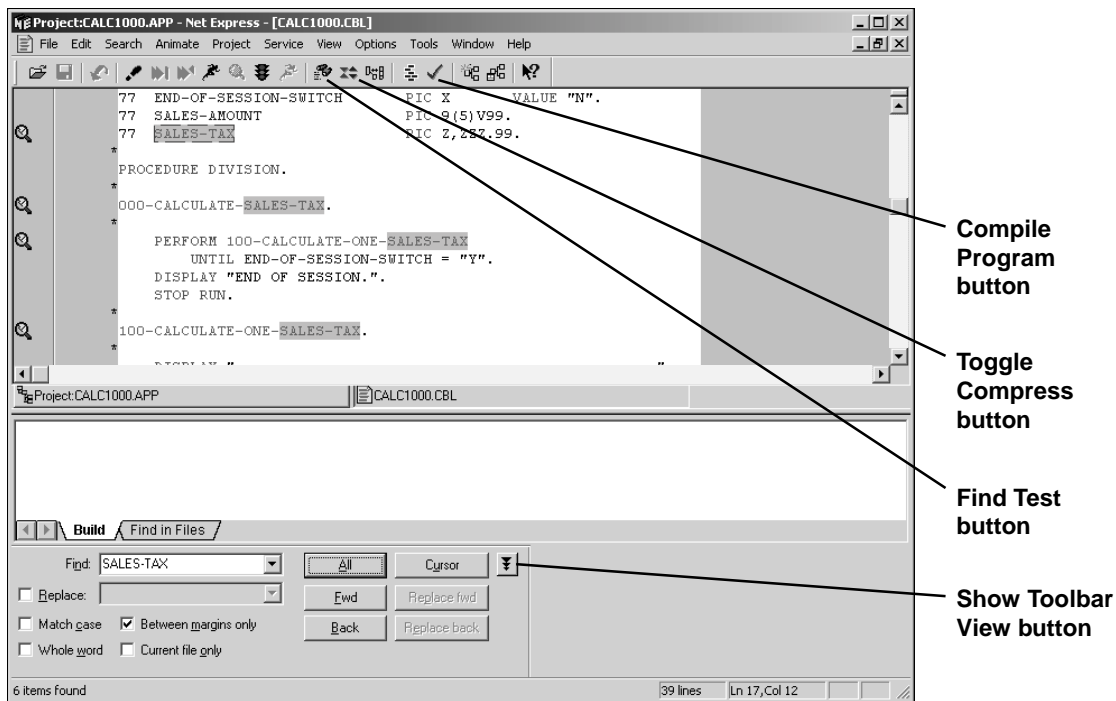 Project:CALC1000.APP - Net Express - [CALC1000.CBL]
File Edit Search Animate Project Service View Options Tools Window Help
77 END-OF-SESSION-SWITCH PIC X VALUE "N".
77 SALES-AMOUNT PIC 9(5)V99.
77 SALES-TAX PIC Z,ZZZ.99.
*
PROCEDURE DIVISION.
*
000-CALCULATE-SALES-TAX.
*
PERFORM 100-CALCULATE-ONE-SALES-TAX
UNTIL END-OF-SESSION-SWITCH = "Y".
DISPLAY "END OF SESSION.".
STOP RUN.
*
100-CALCULATE-ONE-SALES-TAX.
*
Project:CALC1000.APP
CALC1000.CBL
Build
Find in Files
Find: SALES-TAX
All
Cursor
Replace:
Fwd
Replace fwd
Match case
Between margins only
Back
Replace back
Whole word
Current file only
6 items found
39 lines
Ln 17,Col 12
Compile
Program
button
Toggle
Compress
button
Find Test
button
Show Toolbar
View button